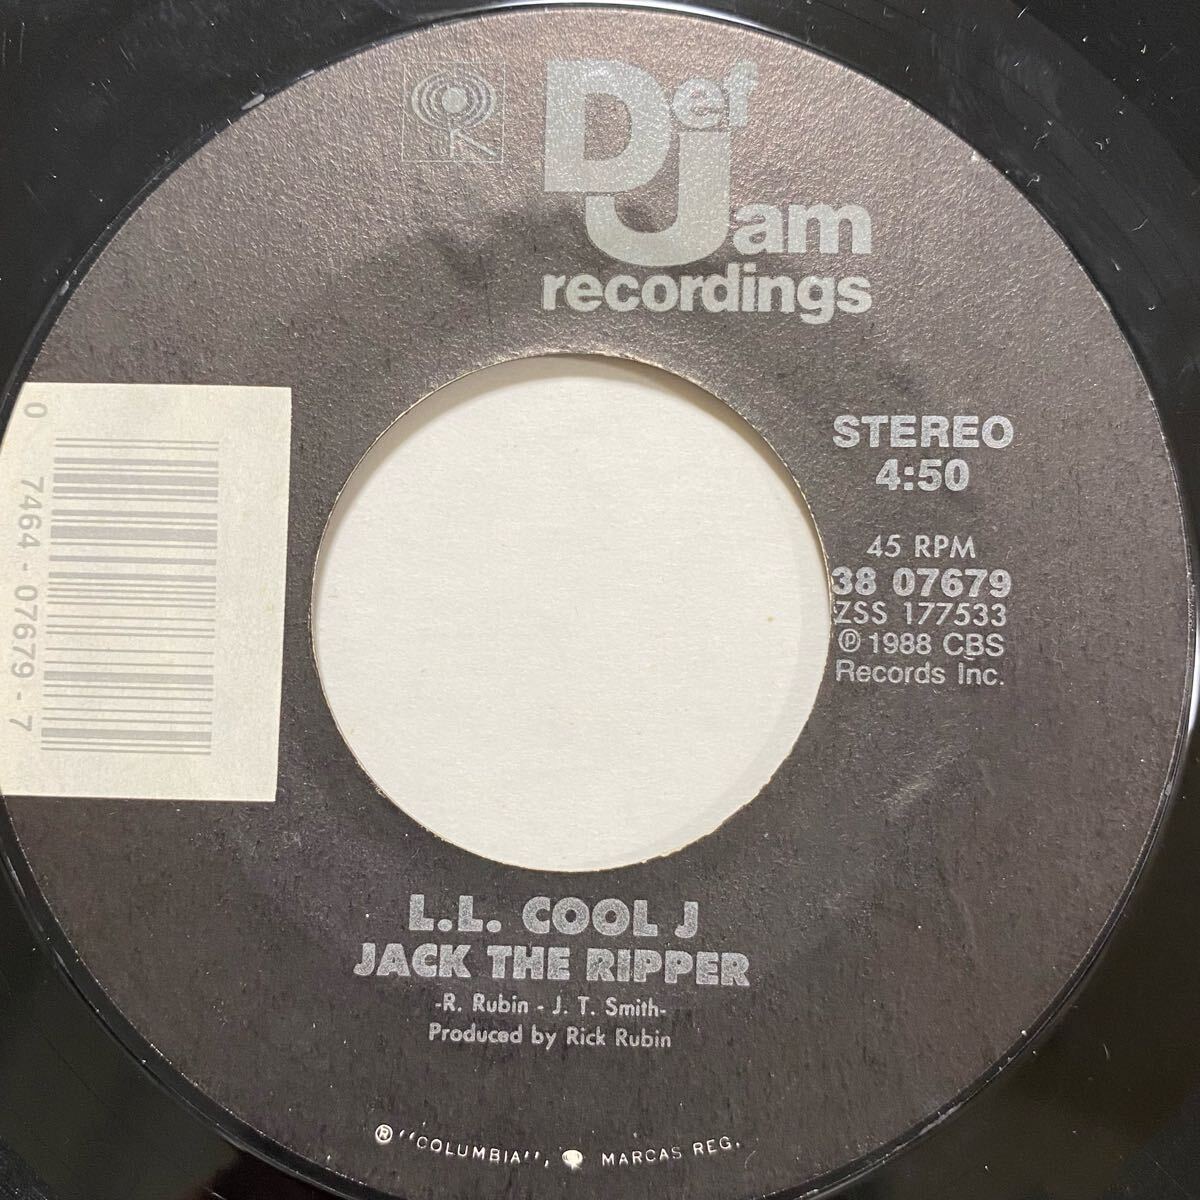 Def
Jam
recordings
STEREO
4:50
45 RPM
38 07679
ZSS 177533
Ⓟ 1988 CBS
Records Inc.
0 7464-07679-7
L.L. COOL J
JACK THE RIPPER
-R. Rubin - J. T. Smith-
Produced by Rick Rubin
® "COLUMBIA", MARCAS REG.